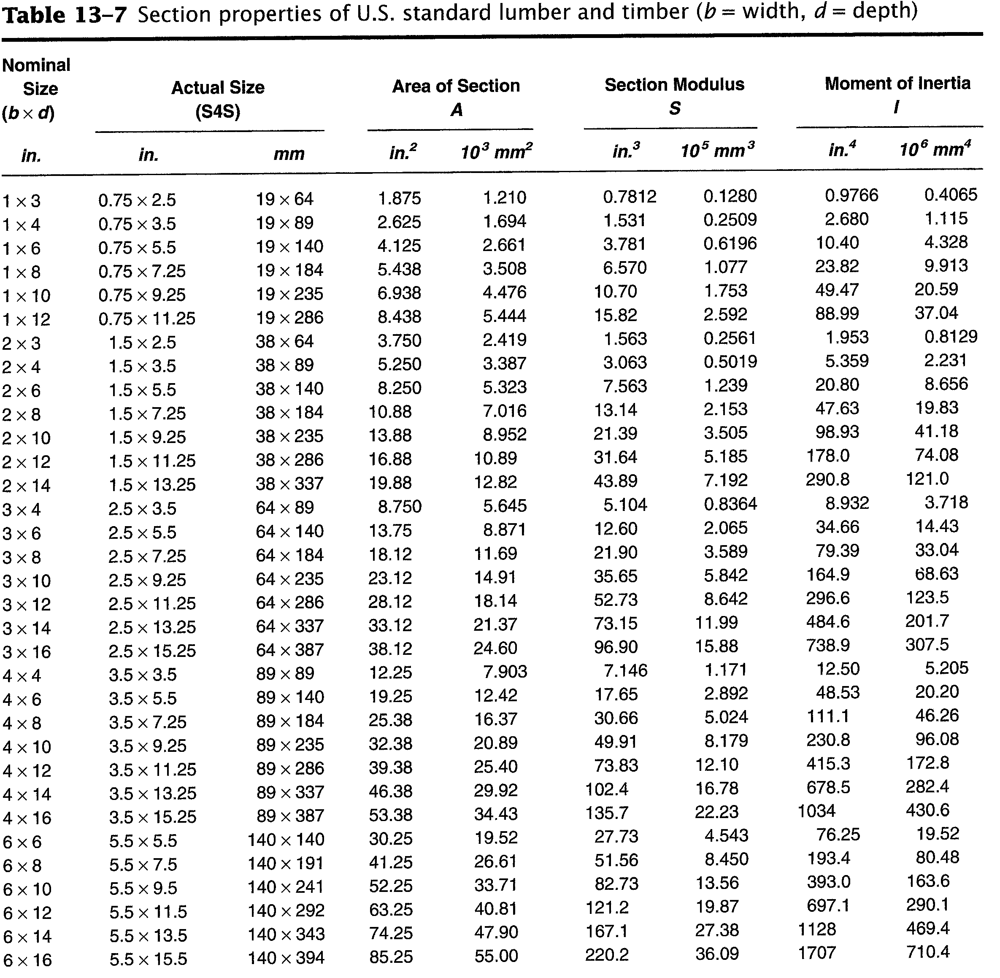 Table 13–7 Section properties of U.S. standard lumber and timber (b = width, d = depth)
Nominal
Size Actual Size Area of Section Section Modulus Moment of Inertia
(b × d) (S4S) A S I
in. in. mm in.² 10³ mm² in.³ 10⁵ mm³ in.⁴ 10⁶ mm⁴
1 × 3 0.75 × 2.5 19 × 64 1.875 1.210 0.7812 0.1280 0.9766 0.4065
1 × 4 0.75 × 3.5 19 × 89 2.625 1.694 1.531 0.2509 2.680 1.115
1 × 6 0.75 × 5.5 19 × 140 4.125 2.661 3.781 0.6196 10.40 4.328
1 × 8 0.75 × 7.25 19 × 184 5.438 3.508 6.570 1.077 23.82 9.913
1 × 10 0.75 × 9.25 19 × 235 6.938 4.476 10.70 1.753 49.47 20.59
1 × 12 0.75 × 11.25 19 × 286 8.438 5.444 15.82 2.592 88.99 37.04
2 × 3 1.5 × 2.5 38 × 64 3.750 2.419 1.563 0.2561 1.953 0.8129
2 × 4 1.5 × 3.5 38 × 89 5.250 3.387 3.063 0.5019 5.359 2.231
2 × 6 1.5 × 5.5 38 × 140 8.250 5.323 7.563 1.239 20.80 8.656
2 × 8 1.5 × 7.25 38 × 184 10.88 7.016 13.14 2.153 47.63 19.83
2 × 10 1.5 × 9.25 38 × 235 13.88 8.952 21.39 3.505 98.93 41.18
2 × 12 1.5 × 11.25 38 × 286 16.88 10.89 31.64 5.185 178.0 74.08
2 × 14 1.5 × 13.25 38 × 337 19.88 12.82 43.89 7.192 290.8 121.0
3 × 4 2.5 × 3.5 64 × 89 8.750 5.645 5.104 0.8364 8.932 3.718
3 × 6 2.5 × 5.5 64 × 140 13.75 8.871 12.60 2.065 34.66 14.43
3 × 8 2.5 × 7.25 64 × 184 18.12 11.69 21.90 3.589 79.39 33.04
3 × 10 2.5 × 9.25 64 × 235 23.12 14.91 35.65 5.842 164.9 68.63
3 × 12 2.5 × 11.25 64 × 286 28.12 18.14 52.73 8.642 296.6 123.5
3 × 14 2.5 × 13.25 64 × 337 33.12 21.37 73.15 11.99 484.6 201.7
3 × 16 2.5 × 15.25 64 × 387 38.12 24.60 96.90 15.88 738.9 307.5
4 × 4 3.5 × 3.5 89 × 89 12.25 7.903 7.146 1.171 12.50 5.205
4 × 6 3.5 × 5.5 89 × 140 19.25 12.42 17.65 2.892 48.53 20.20
4 × 8 3.5 × 7.25 89 × 184 25.38 16.37 30.66 5.024 111.1 46.26
4 × 10 3.5 × 9.25 89 × 235 32.38 20.89 49.91 8.179 230.8 96.08
4 × 12 3.5 × 11.25 89 × 286 39.38 25.40 73.83 12.10 415.3 172.8
4 × 14 3.5 × 13.25 89 × 337 46.38 29.92 102.4 16.78 678.5 282.4
4 × 16 3.5 × 15.25 89 × 387 53.38 34.43 135.7 22.23 1034 430.6
6 × 6 5.5 × 5.5 140 × 140 30.25 19.52 27.73 4.543 76.25 19.52
6 × 8 5.5 × 7.5 140 × 191 41.25 26.61 51.56 8.450 193.4 80.48
6 × 10 5.5 × 9.5 140 × 241 52.25 33.71 82.73 13.56 393.0 163.6
6 × 12 5.5 × 11.5 140 × 292 63.25 40.81 121.2 19.87 697.1 290.1
6 × 14 5.5 × 13.5 140 × 343 74.25 47.90 167.1 27.38 1128 469.4
6 × 16 5.5 × 15.5 140 × 394 85.25 55.00 220.2 36.09 1707 710.4